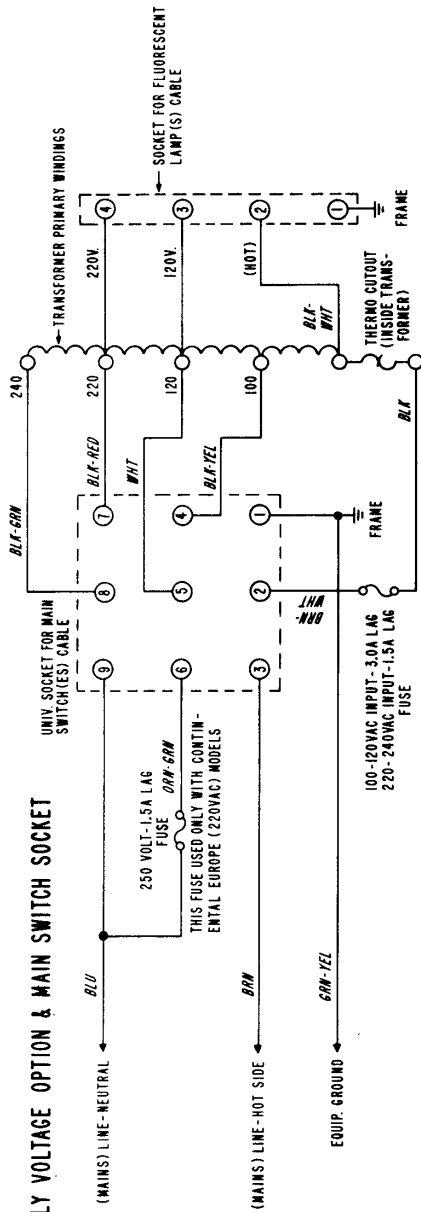 LY VOLTAGE OPTION & MAIN SWITCH SOCKET
(MAINS) LINE-NEUTRAL
BLU
250 VOLT-1.5A LAG
FUSE
ORN-GRN
THIS FUSE USED ONLY WITH CONTIN-
ENTAL EUROPE (220VAC) MODELS
(MAINS) LINE-HOT SIDE
BRN
EQUIP. GROUND
GRN-YEL
UNIV. SOCKET FOR MAIN
SWITCH(ES) CABLE
9
8
7
6
5
4
3
2
1
BRN-
WHT
FRAME
100-120VAC INPUT-3.0A LAG
220-240VAC INPUT-1.5A LAG
FUSE
BLK-GRN
BLK-RED
WHT
BLK-YEL
BLK
240
220
120
100
TRANSFORMER PRIMARY WINDINGS
BLK-
WHT
THERMO CUTOUT
(INSIDE TRANS-
FORMER)
220V.
120V.
(HOT)
SOCKET FOR FLUORESCENT
LAMP(S) CABLE
4
3
2
1
FRAME